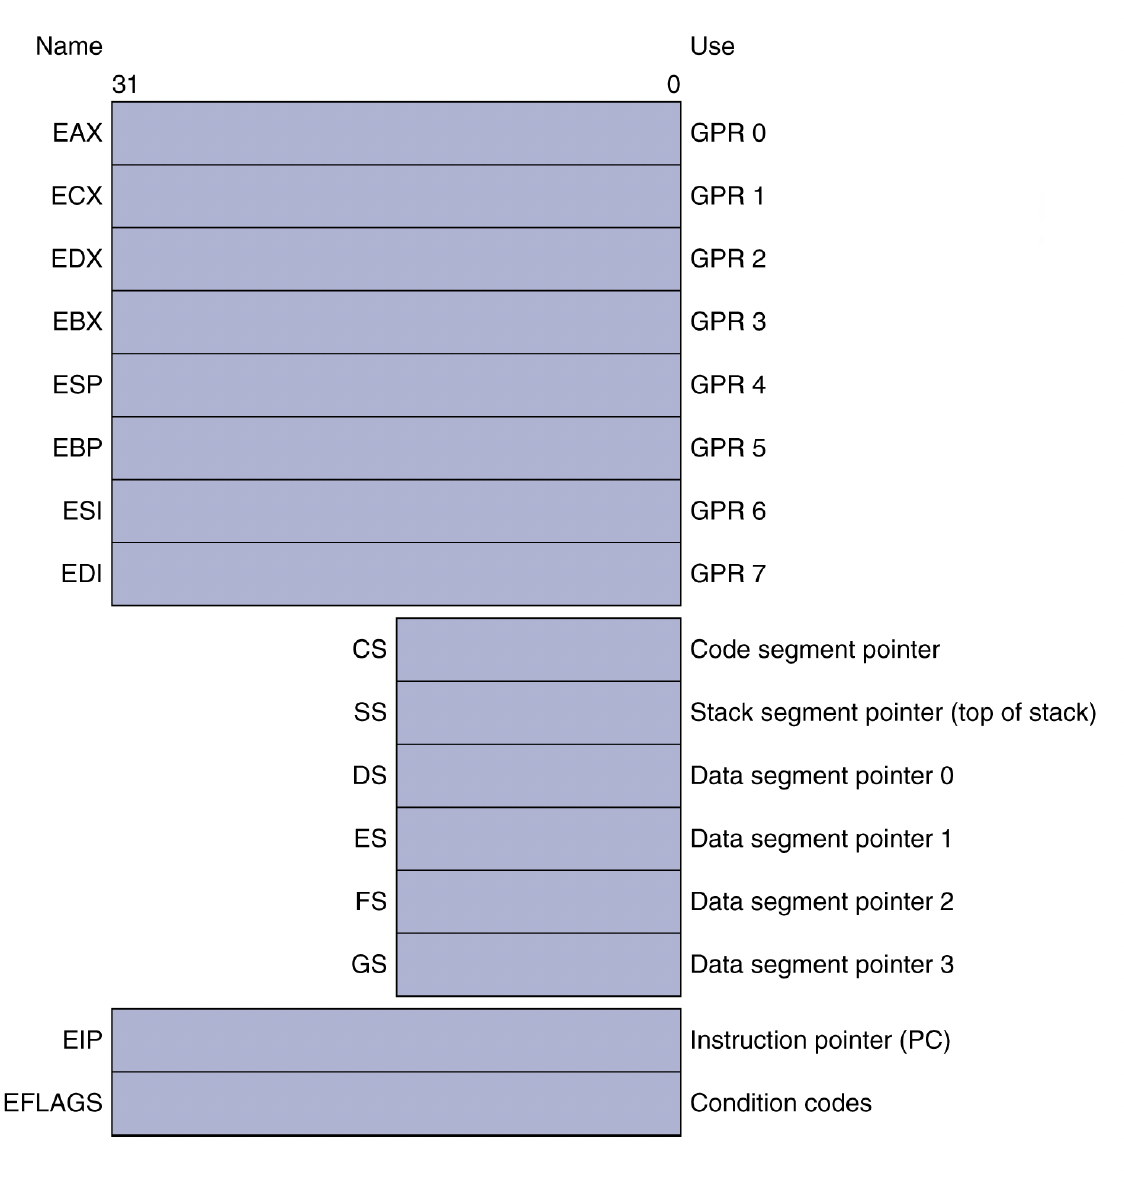 Name Use
31 0
EAX GPR 0
ECX GPR 1
EDX GPR 2
EBX GPR 3
ESP GPR 4
EBP GPR 5
ESI GPR 6
EDI GPR 7
CS Code segment pointer
SS Stack segment pointer (top of stack)
DS Data segment pointer 0
ES Data segment pointer 1
FS Data segment pointer 2
GS Data segment pointer 3
EIP Instruction pointer (PC)
EFLAGS Condition codes